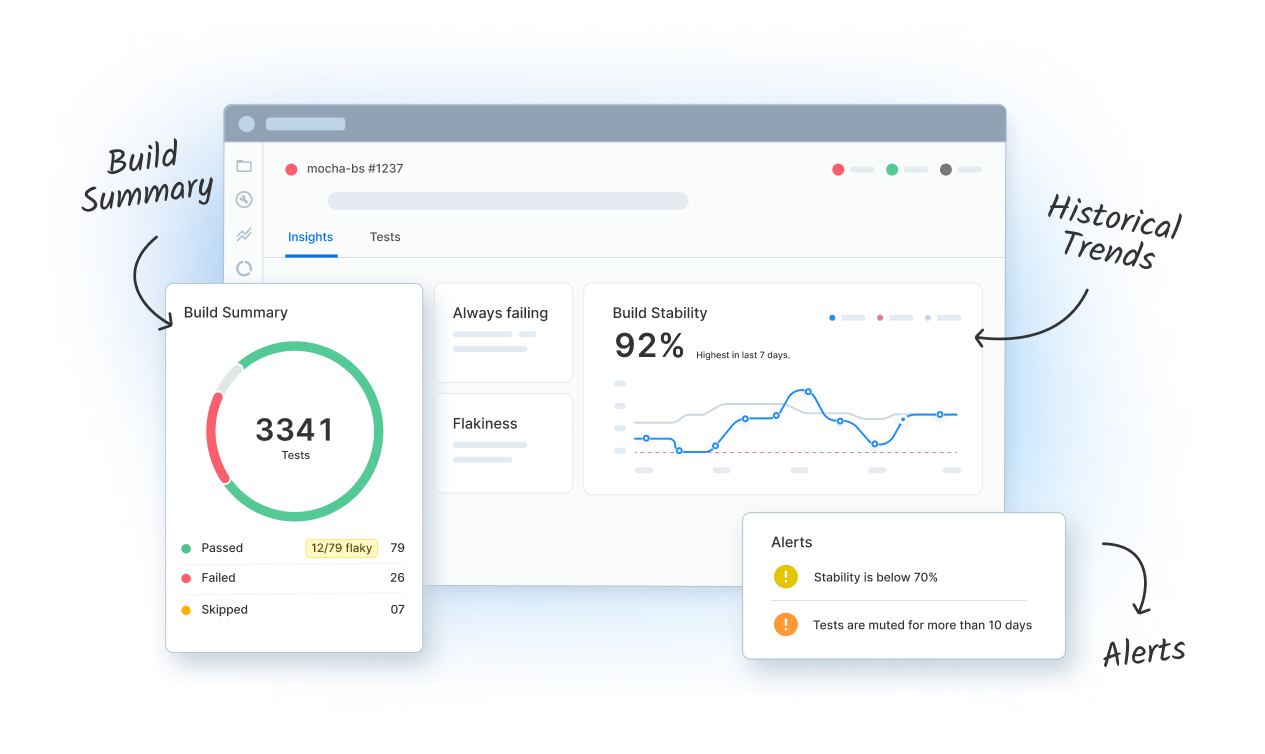 Build
Summary
mocha-bs #1237
Historical
Trends
Insights
Tests
Build Summary
3341
Tests
Passed
12/79 flaky
79
Failed
26
Skipped
07
Always failing
Flakiness
Build Stability
92%
Highest in last 7 days.
Alerts
Stability is below 70%
Tests are muted for more than 10 days
Alerts